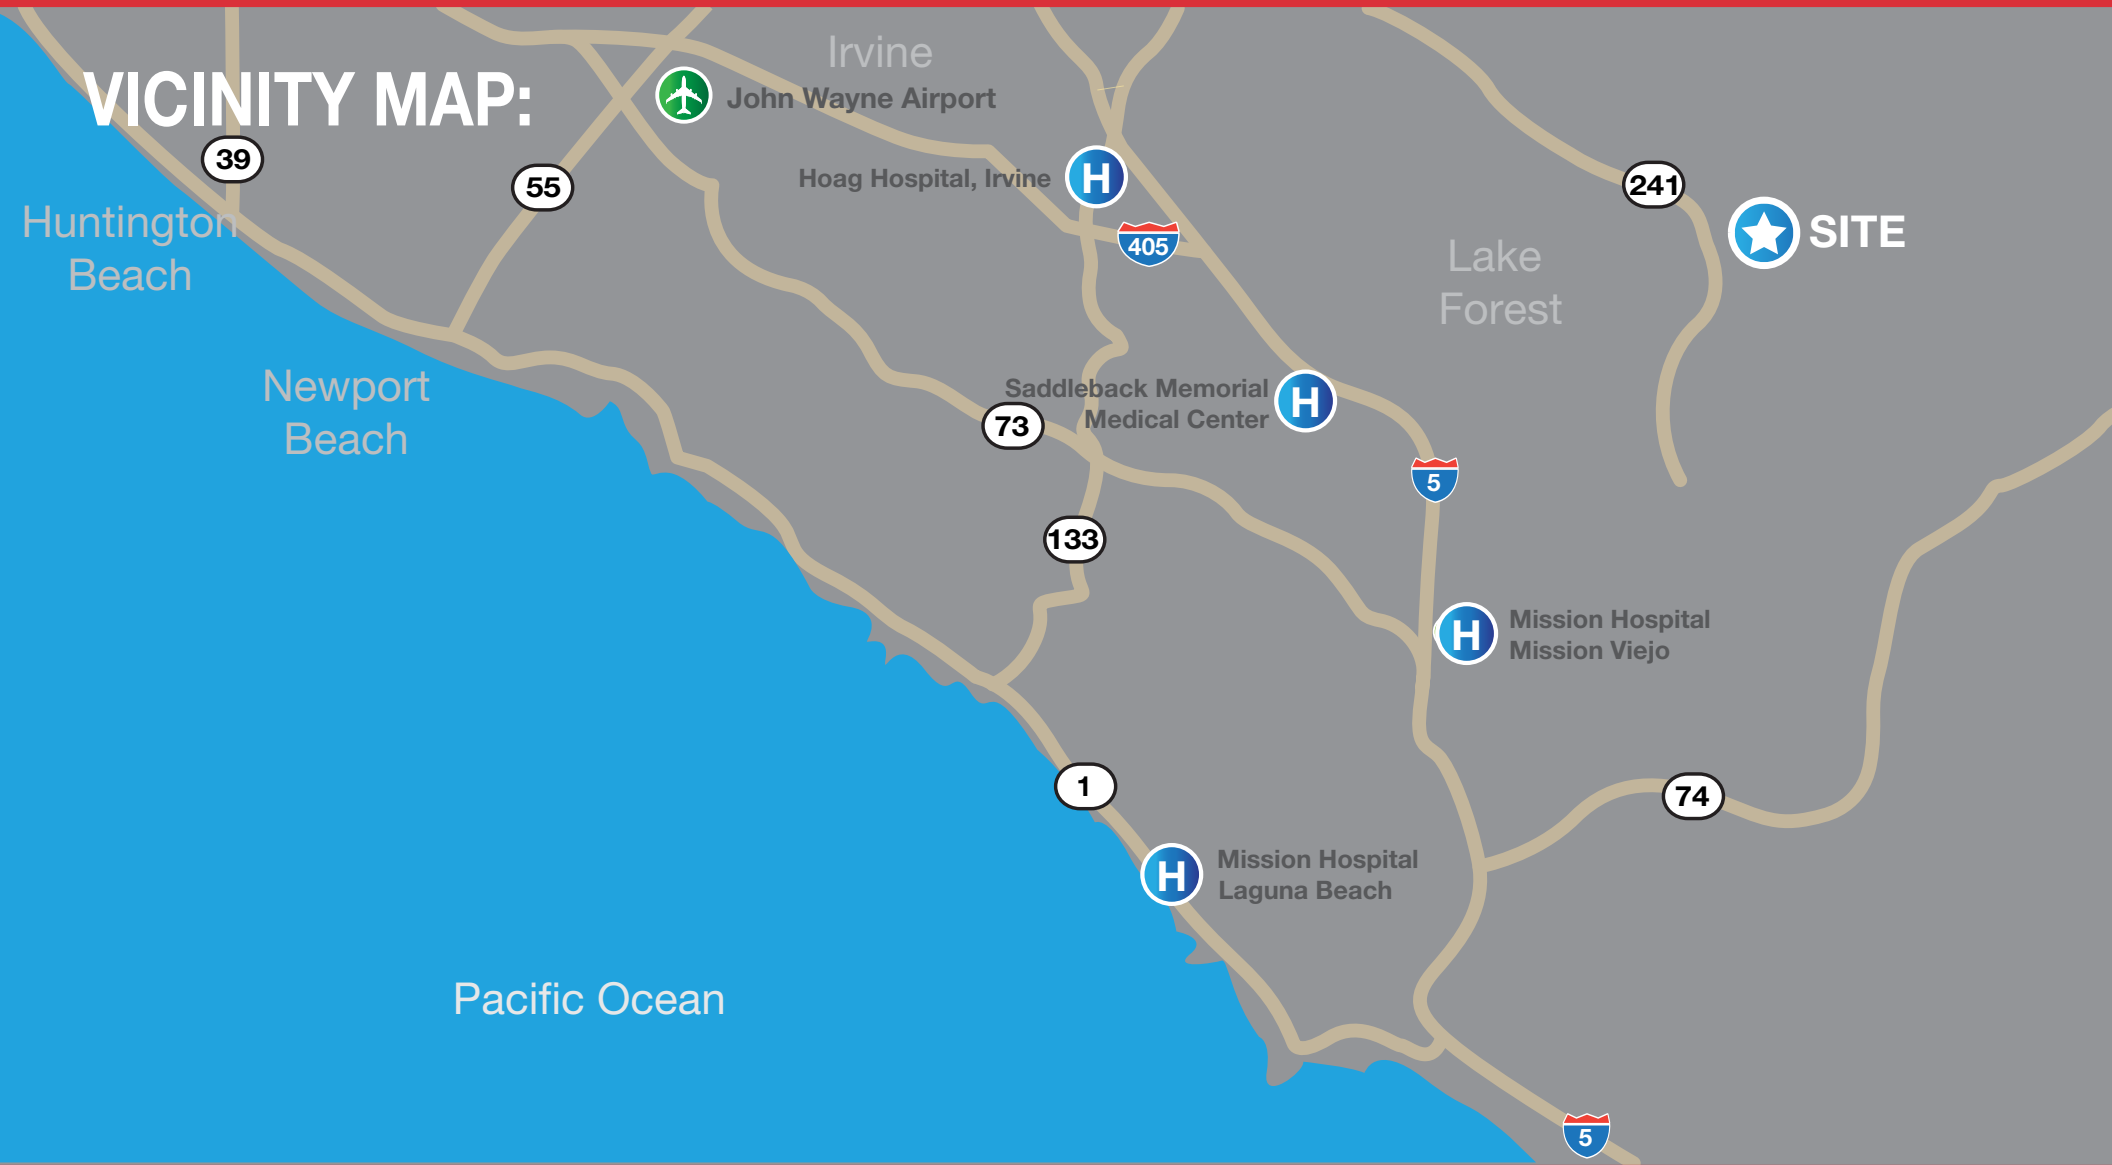 VICINITY MAP:
Irvine
John Wayne Airport
39
55
Hoag Hospital, Irvine
H
241
SITE
Huntington
Beach
405
Lake
Forest
Newport
Beach
Saddleback Memorial
Medical Center
H
73
5
133
H
Mission Hospital
Mission Viejo
1
74
H
Mission Hospital
Laguna Beach
Pacific Ocean
5